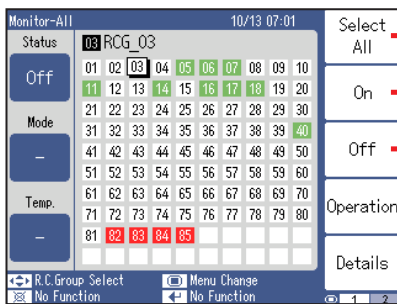 Monitor-All 10/13 07:01
Status
Off
Mode
–
Temp.
–
03 RCG_03
01 02 03 04 05 06 07 08 09 10
11 12 13 14 15 16 17 18 19 20
21 22 23 24 25 26 27 28 29 30
31 32 33 34 35 36 37 38 39 40
41 42 43 44 45 46 47 48 49 50
51 52 53 54 55 56 57 58 59 60
61 62 63 64 65 66 67 68 69 70
71 72 73 74 75 76 77 78 79 80
81 82 83 84 85
Select
All
On
Off
Operation
Details
R.C.Group Select Menu Change
No Function No Function
1 2